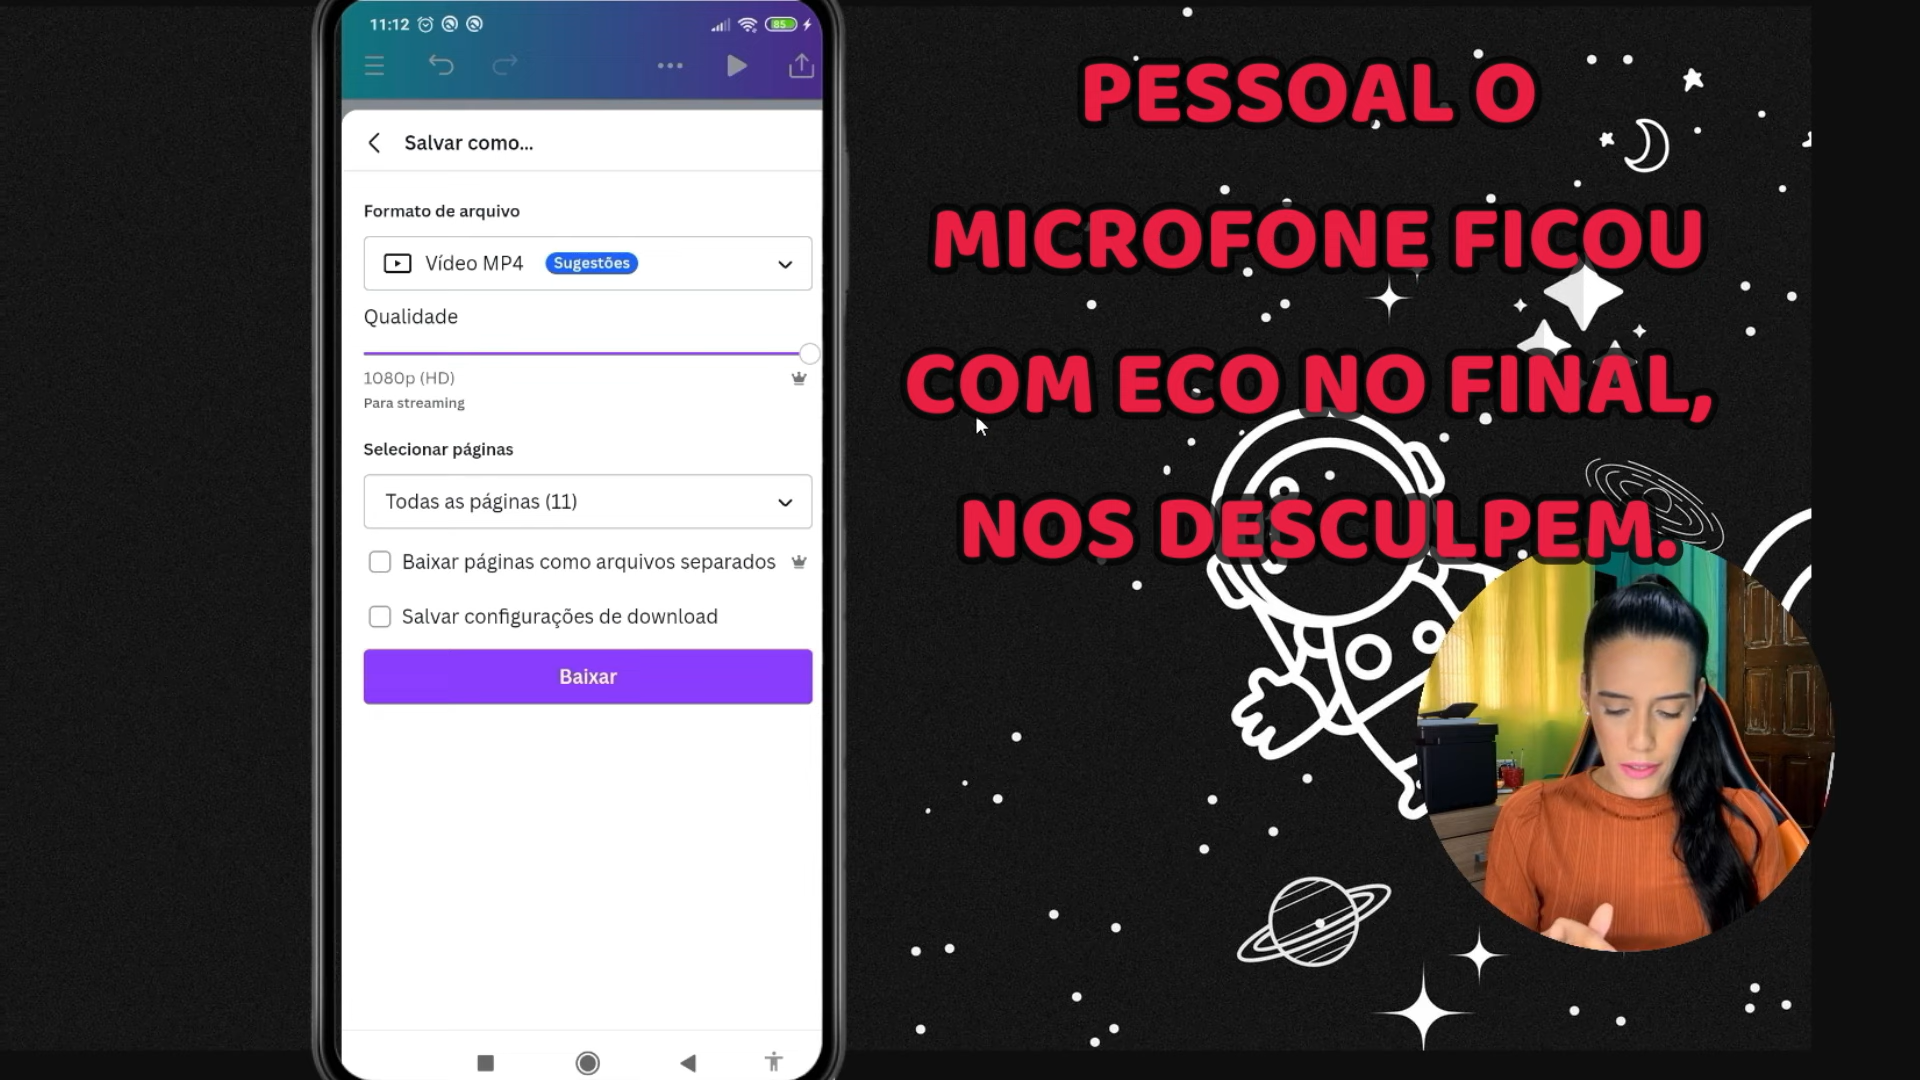 11:12
85
Salvar como...
Formato de arquivo
Vídeo MP4 Sugestões
Qualidade
1080p (HD)
Para streaming
Selecionar páginas
Todas as páginas (11)
Baixar páginas como arquivos separados
Salvar configurações de download
Baixar
PESSOAL O
MICROFONE FICOU
COM ECO NO FINAL,
NOS DESCULPEM.